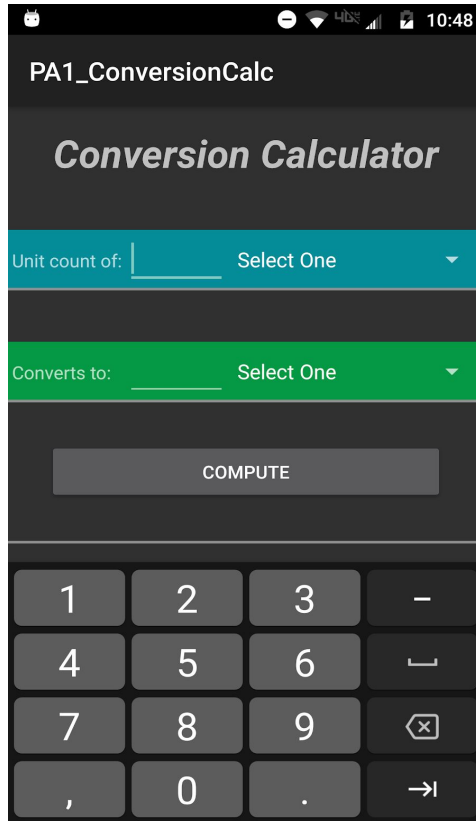 10:48
PA1_ConversionCalc
Conversion Calculator
Unit count of: Select One
Converts to: Select One
COMPUTE
1 2 3 –
4 5 6
7 8 9
, 0 .